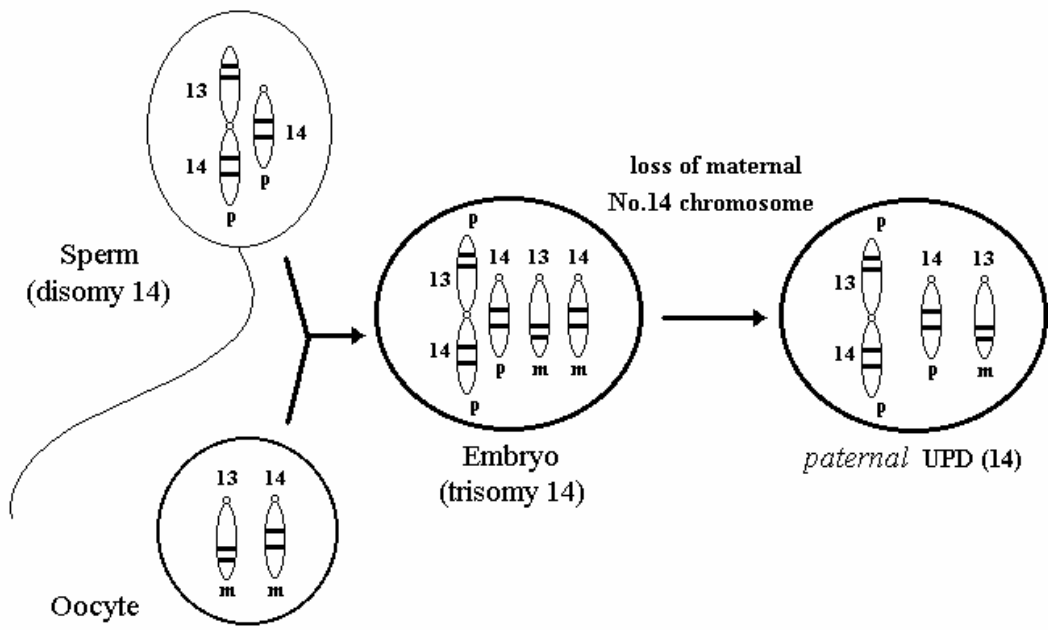 13
14
14
p
p
Sperm
(disomy 14)
13 14
m m
Oocyte
p
14 13 14
13
14
p m m
p
Embryo
(trisomy 14)
loss of maternal
No.14 chromosome
p
14 13
13
14
p m
p
paternal UPD (14)